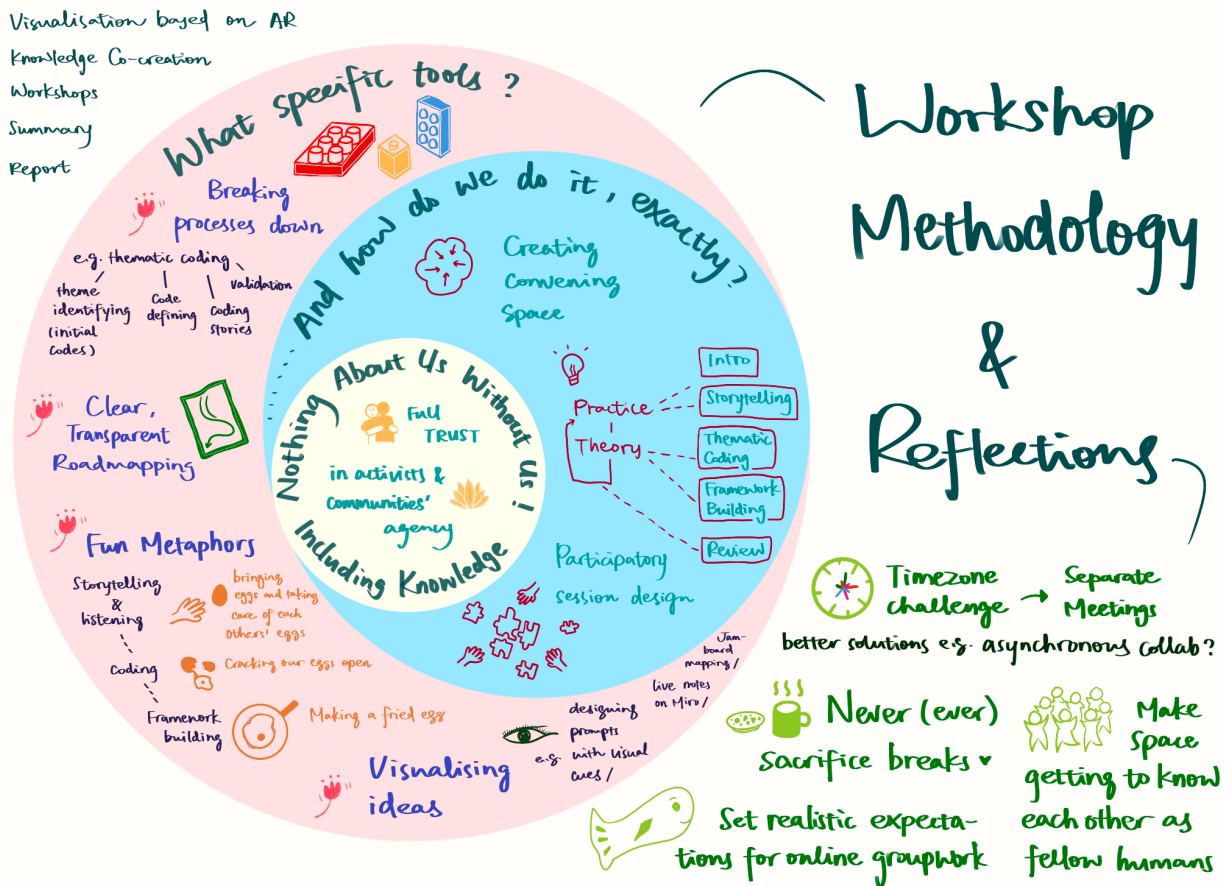 Visualisation based on AR
Knowledge Co-creation
Workshops
Summary
Report
Workshop
Methodology
&
Reflections
What specific tools?
Breaking
processes down
e.g. thematic coding
theme
identifying
(initial
codes)
Code
defining
Coding
stories
validation
Clear,
Transparent
Roadmapping
Fun Metaphors
Storytelling
&
listening
bringing
eggs and taking
care of each
others' eggs
Coding
Cracking our eggs open
Framework
building
Making a fried egg
Visualising
ideas
designing
prompts
e.g. with visual
cues/
live notes
on Miro/
Jam-
board
mapping/
And how do we do it, exactly?
Creating
Convening
Space
Practice
Theory
Intro
Storytelling
Thematic
Coding
Framework
Building
Review
Participatory
session design
Nothing About Us Without Us!
Full
TRUST
in activists &
communities'
agency
Including Knowledge
Timezone
challenge
Separate
Meetings
better solutions e.g. asynchronous collab?
Never (ever)
sacrifice breaks
Make
space
getting to know
each other as
fellow humans
Set realistic expecta-
tions for online groupwork